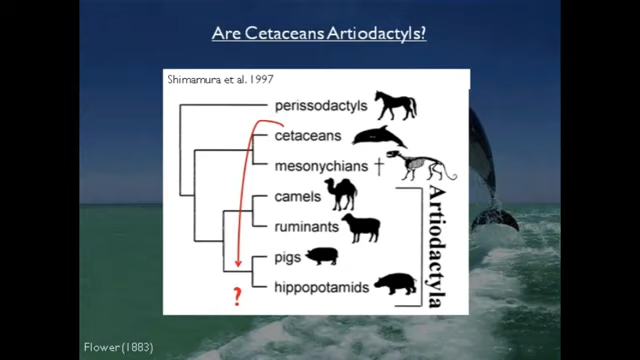 Are Cetaceans Artiodactyls?
Shimamura et al. 1997
perissodactyls
cetaceans
mesonychians †
camels
ruminants
pigs
hippopotamids
Artiodactyla
?
Flower (1883)